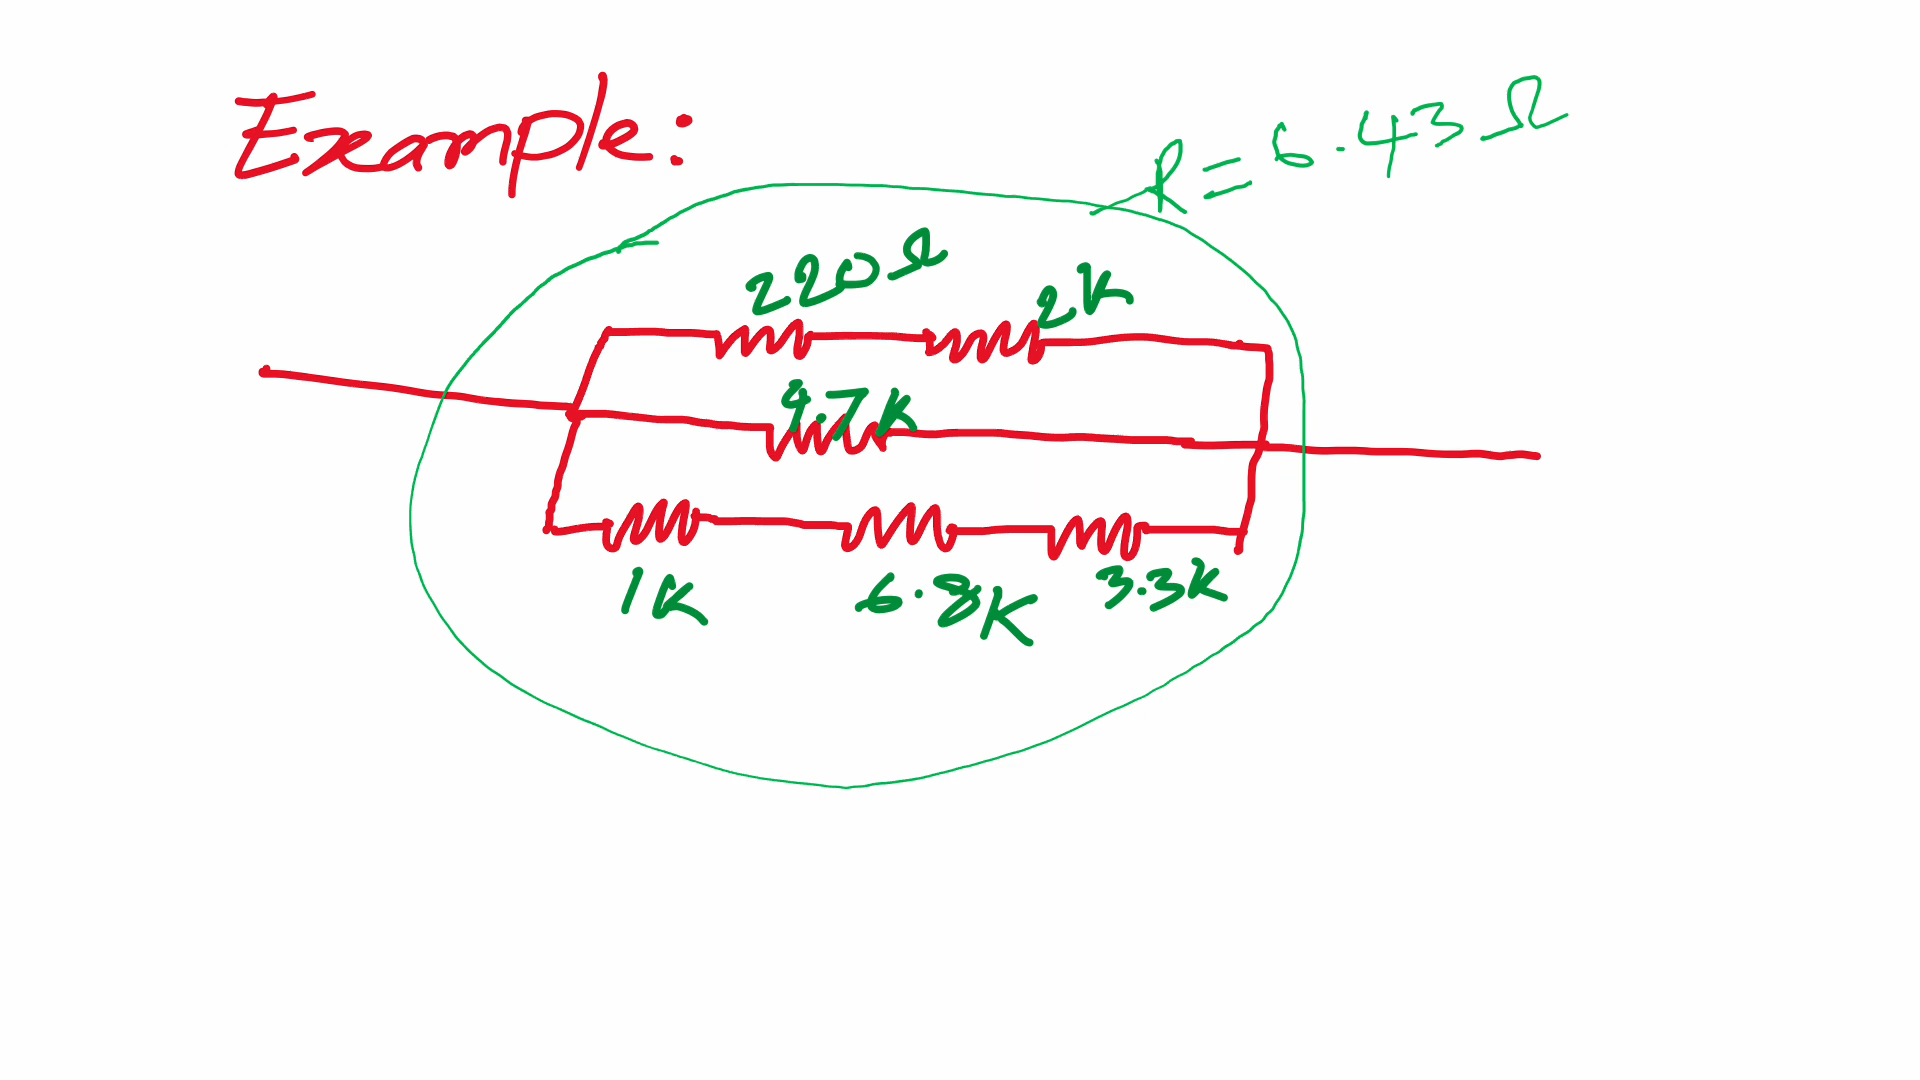 Example:
R = 6.43 Ω
220Ω
2K
4.7K
1K
6.8K
3.3K